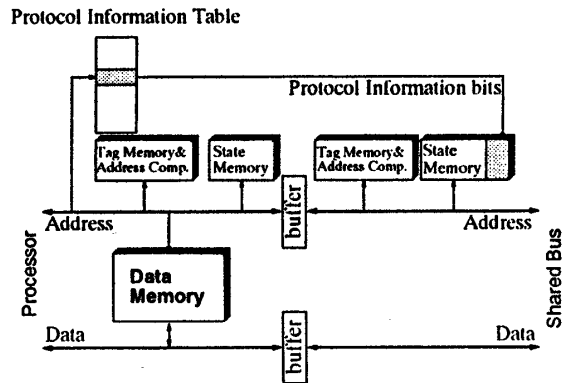 Protocol Information Table
Protocol Information bits
Tag Memory&
Address Comp.
State
Memory
Tag Memory&
Address Comp.
State
Memory
buffer
Address
Address
Processor
Data
Memory
Shared Bus
Data
buffer
Data